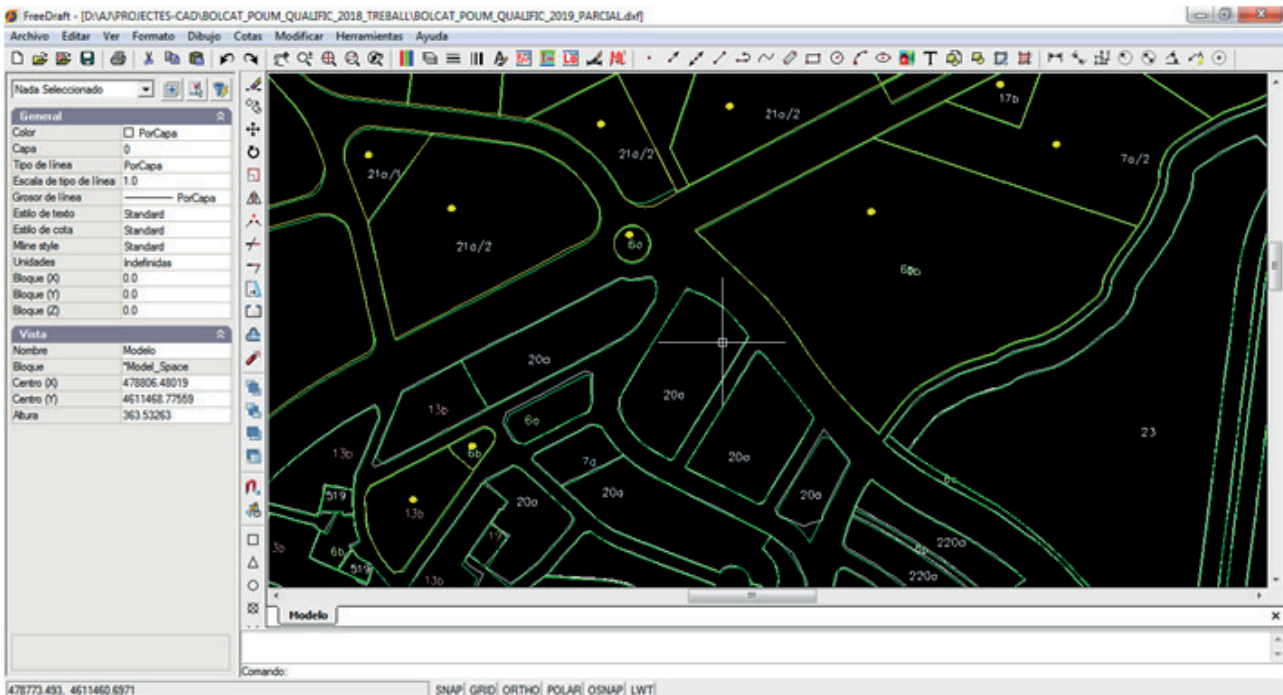 FreeDraft - [D:\AJ\PROJECTES-CAD\BOLCAT_POUM_QUALIFIC_2018_TREBALL\BOLCAT_POUM_QUALIFIC_2019_PARCIAL.dxf]
Archivo Editar Ver Formato Dibujo Cotas Modificar Herramientas Ayuda
Nada Seleccionado
General
Color PorCapa
Capa 0
Tipo de línea PorCapa
Escala de tipo de línea 1.0
Grosor de línea PorCapa
Estilo de texto Standard
Estilo de cota Standard
Mline style Standard
Unidades Indefinidas
Bloque (X) 0.0
Bloque (Y) 0.0
Bloque (Z) 0.0
Vista
Nombre Modelo
Bloque *Model_Space
Centro (X) 478806.48019
Centro (Y) 4611468.77559
Altura 363.53263
17b
21a/2
21a/2
7a/2
21a/1
21a/2
6a
20a
20a
13b
6a
23
13b
6b
7a
20a
20a
20a
519
13b
20a
19
220a
3b
6b
519
13b
220a
Modelo
Comando:
478773.493, 4611460.6971
SNAP GRID ORTHO POLAR OSNAP LWT